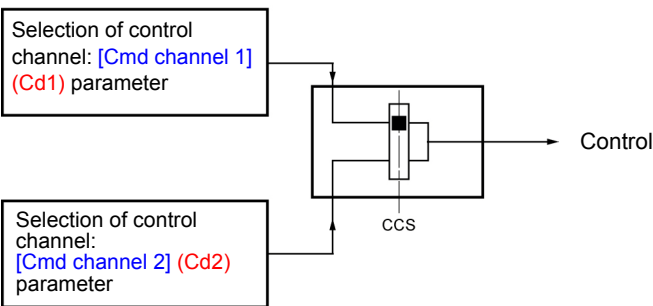 Selection of control
channel: [Cmd channel 1]
(Cd1) parameter
Control
CCS
Selection of control
channel:
[Cmd channel 2] (Cd2)
parameter